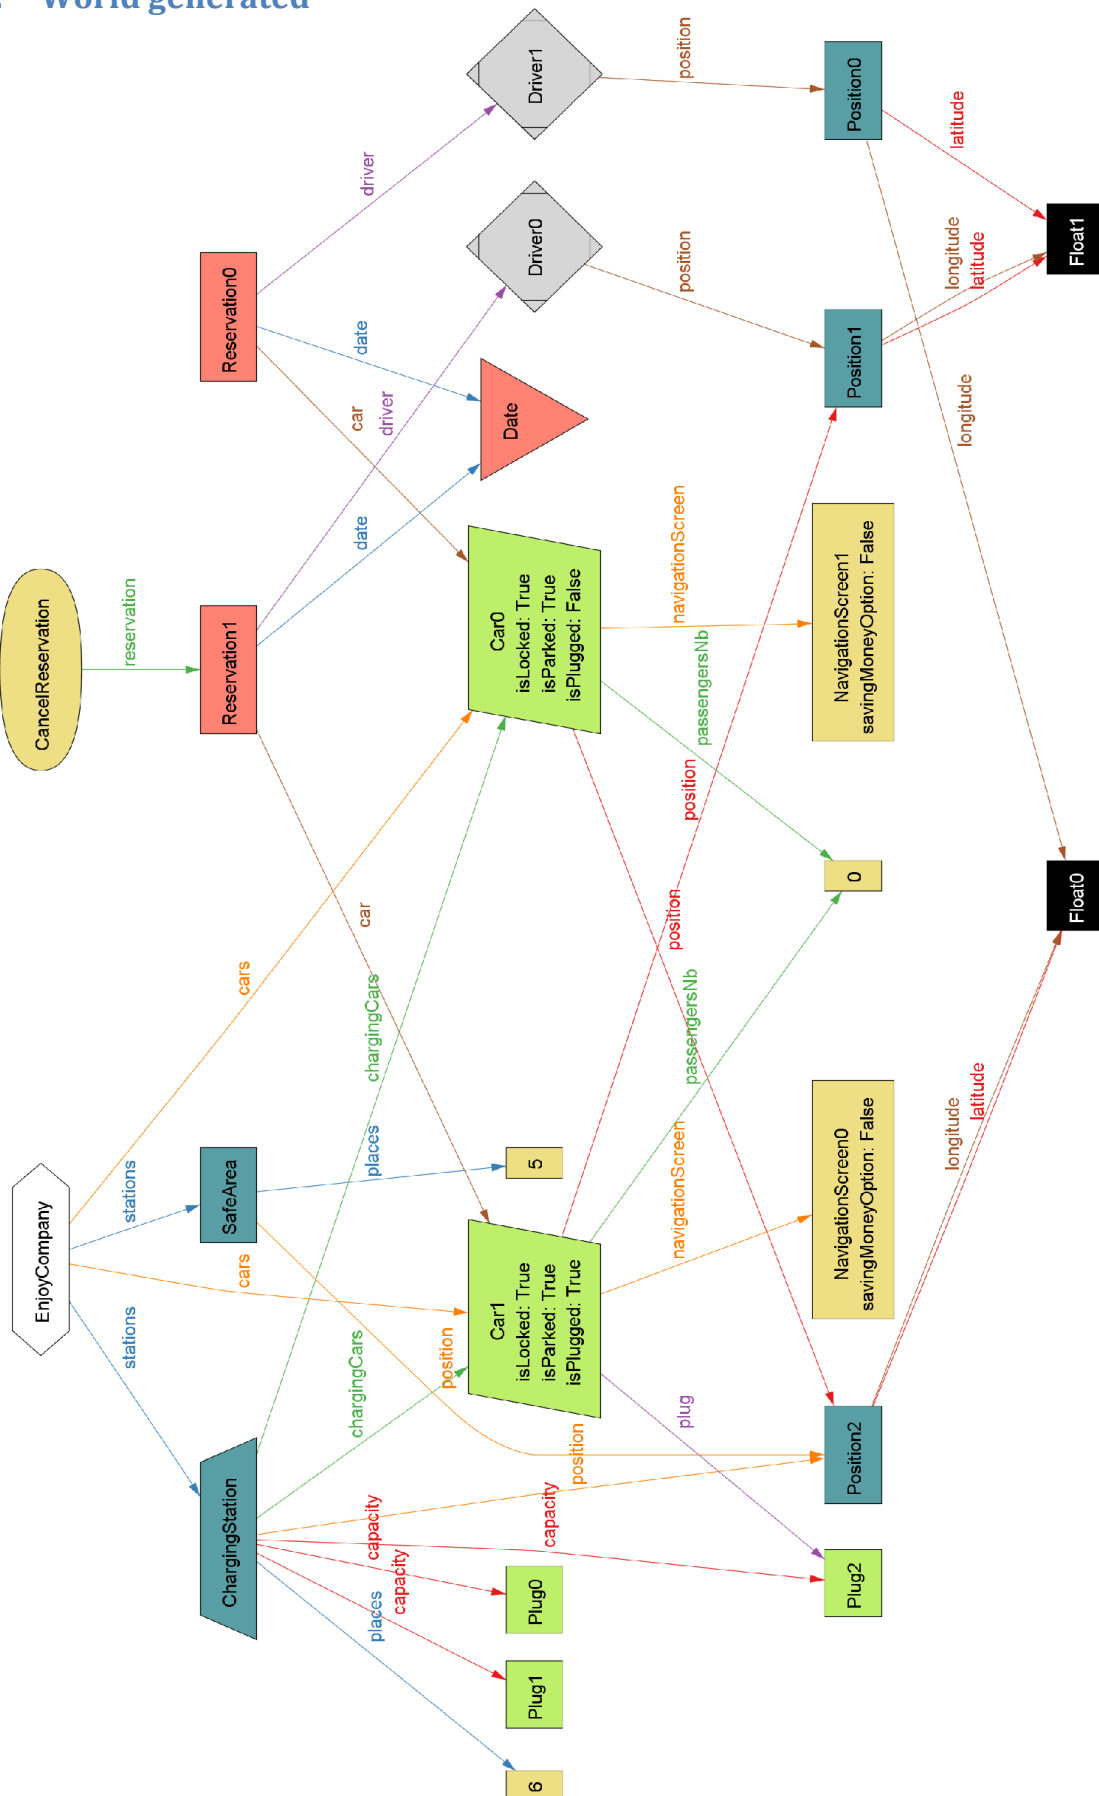 World generated
CancelReservation
reservation
EnjoyCompany
stations
stations
cars
cars
Reservation0
Reservation1
SafeArea
ChargingStation
driver
date
car
driver
date
car
chargingCars
places
position
chargingCars
capacity
capacity
capacity
places
position
Driver1
Driver0
Date
Car0
isLocked: True
isParked: True
isPlugged: False
5
Car1
isLocked: True
isParked: True
isPlugged: True
Plug0
Plug1
6
position
position
navigationScreen
passengersNb
position
position
passengersNb
navigationScreen
plug
Position0
Position1
NavigationScreen1
savingMoneyOption: False
0
NavigationScreen0
savingMoneyOption: False
Position2
Plug2
latitude
longitude
latitude
longitude
longitude
latitude
Float1
Float0